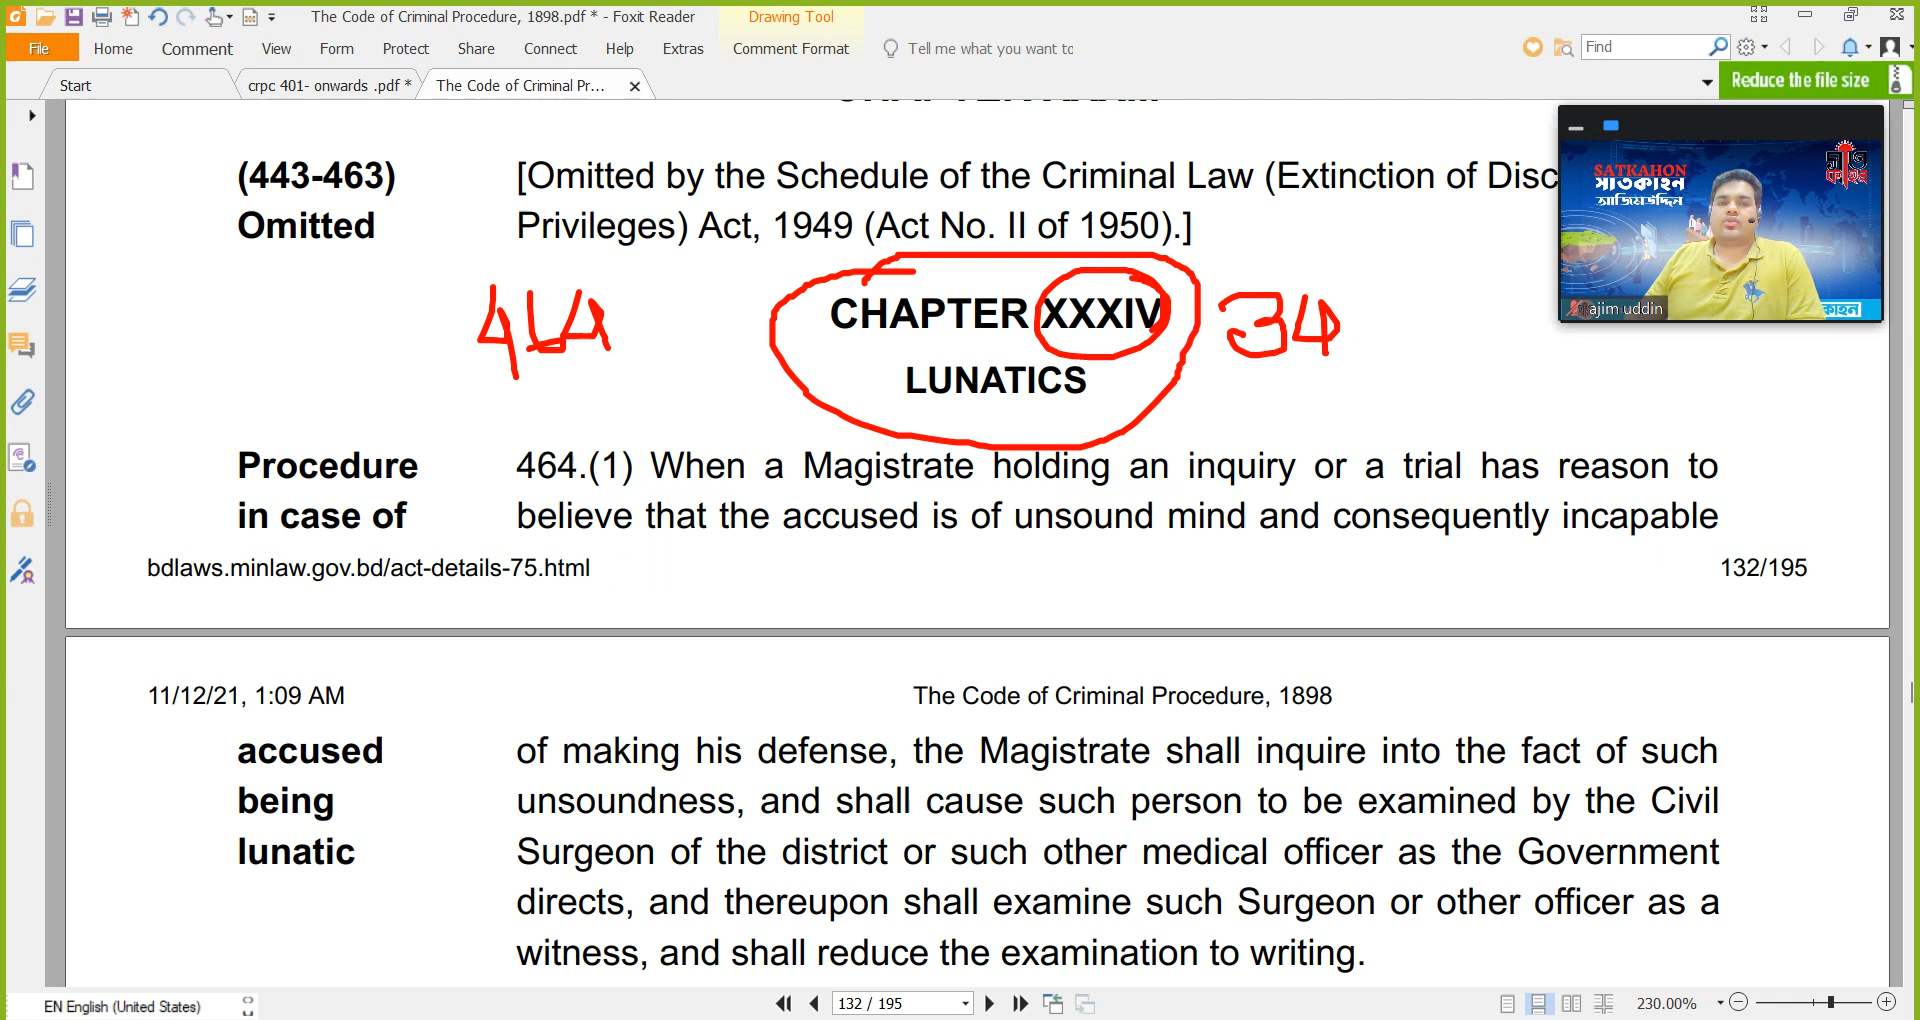 The Code of Criminal Procedure, 1898.pdf * - Foxit Reader
Drawing Tool
File Home Comment View Form Protect Share Connect Help Extras Comment Format Tell me what you want to Find
Start crpc 401- onwards .pdf * The Code of Criminal Pr... Reduce the file size
(443-463) [Omitted by the Schedule of the Criminal Law (Extinction of Disc
Omitted Privileges) Act, 1949 (Act No. II of 1950).]
SATKAHON
সাতকাহন
আজিমউদ্দিন
সাত
কাহন
ajim uddin
কাহন
464 CHAPTER XXXIV 34
LUNATICS
Procedure 464.(1) When a Magistrate holding an inquiry or a trial has reason to
in case of believe that the accused is of unsound mind and consequently incapable
bdlaws.minlaw.gov.bd/act-details-75.html 132/195
11/12/21, 1:09 AM The Code of Criminal Procedure, 1898
accused of making his defense, the Magistrate shall inquire into the fact of such
being unsoundness, and shall cause such person to be examined by the Civil
lunatic Surgeon of the district or such other medical officer as the Government
directs, and thereupon shall examine such Surgeon or other officer as a
witness, and shall reduce the examination to writing.
EN English (United States) 132 / 195 230.00%